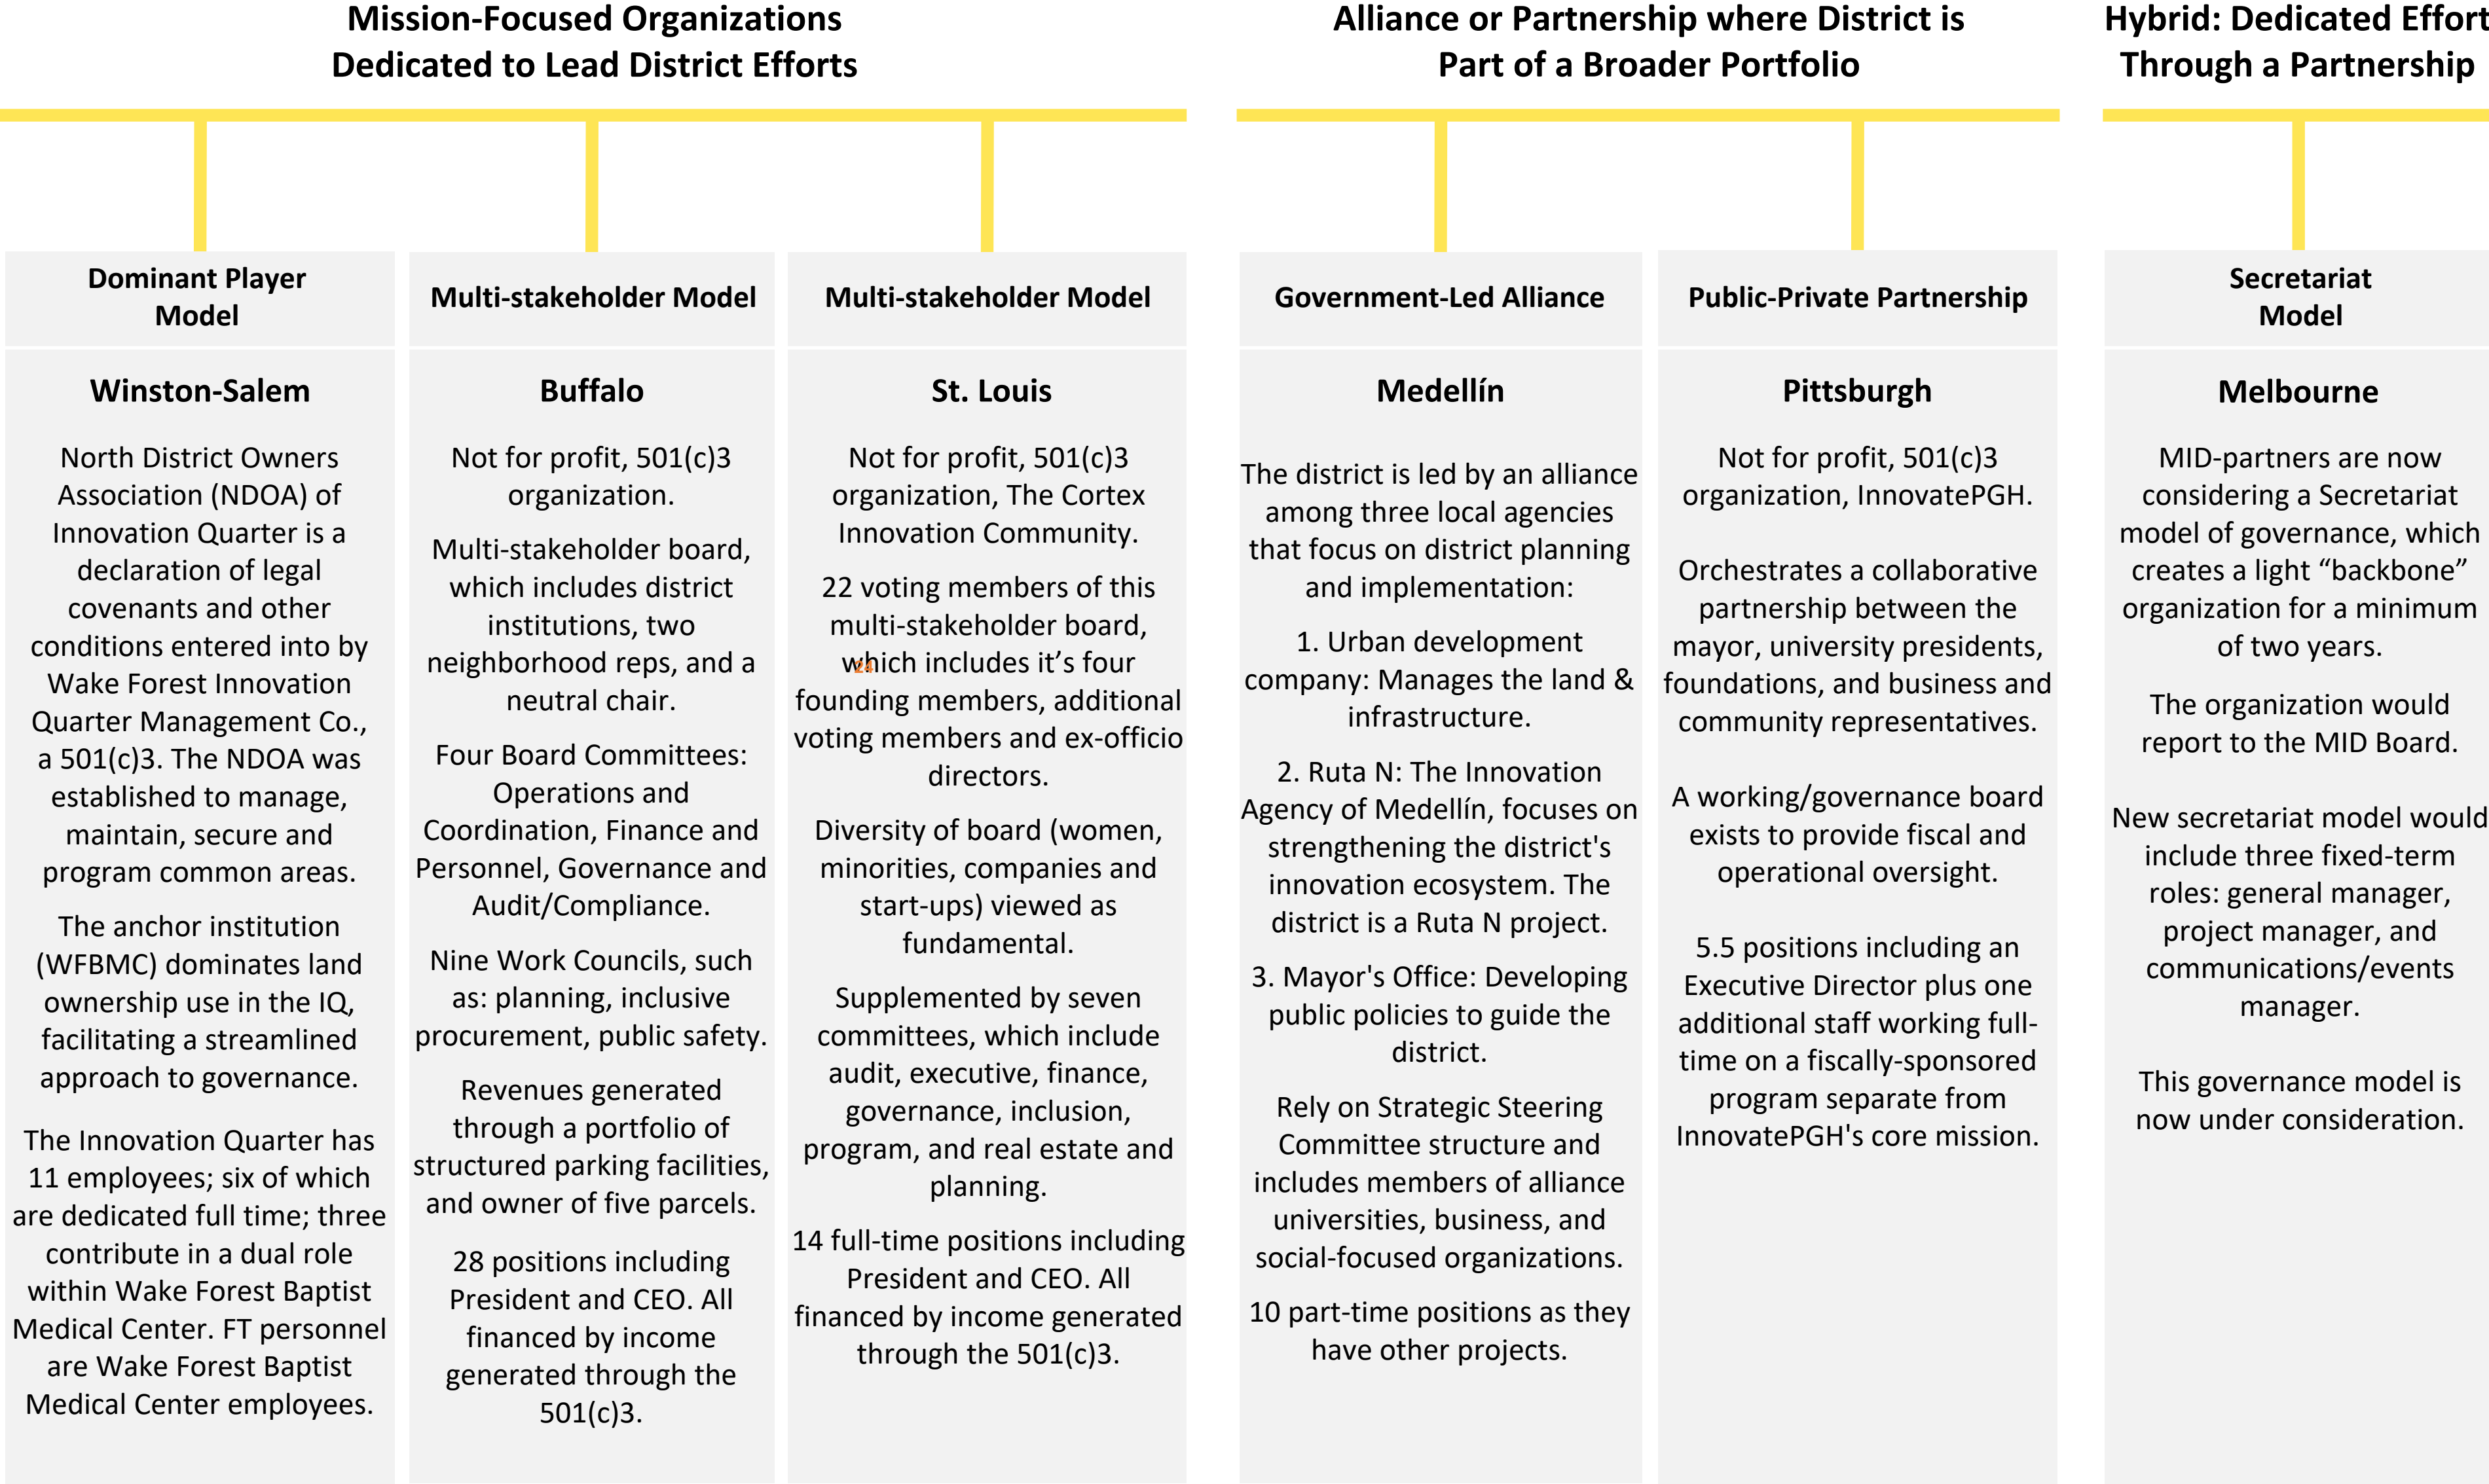 Mission-Focused Organizations
Dedicated to Lead District Efforts
Dominant Player
Model
Winston-Salem
North District Owners
Association (NDOA) of
Innovation Quarter is a
declaration of legal
covenants and other
conditions entered into by
Wake Forest Innovation
Quarter Management Co.,
a 501(c)3. The NDOA was
established to manage,
maintain, secure and
program common areas.
The anchor institution
(WFBMC) dominates land
ownership use in the IQ,
facilitating a streamlined
approach to governance.
The Innovation Quarter has
11 employees; six of which
are dedicated full time; three
contribute in a dual role
within Wake Forest Baptist
Medical Center. FT personnel
are Wake Forest Baptist
Medical Center employees.
Multi-stakeholder Model
Buffalo
Not for profit, 501(c)3
organization.
Multi-stakeholder board,
which includes district
institutions, two
neighborhood reps, and a
neutral chair.
Four Board Committees:
Operations and
Coordination, Finance and
Personnel, Governance and
Audit/Compliance.
Nine Work Councils, such
as: planning, inclusive
procurement, public safety.
Revenues generated
through a portfolio of
structured parking facilities,
and owner of five parcels.
28 positions including
President and CEO. All
financed by income
generated through the
501(c)3.
Multi-stakeholder Model
St. Louis
Not for profit, 501(c)3
organization, The Cortex
Innovation Community.
22 voting members of this
multi-stakeholder board,
which includes it’s four
24
founding members, additional
voting members and ex-officio
directors.
Diversity of board (women,
minorities, companies and
start-ups) viewed as
fundamental.
Supplemented by seven
committees, which include
audit, executive, finance,
governance, inclusion,
program, and real estate and
planning.
14 full-time positions including
President and CEO. All
financed by income generated
through the 501(c)3.
Alliance or Partnership where District is
Part of a Broader Portfolio
Government-Led Alliance
Medellín
The district is led by an alliance
among three local agencies
that focus on district planning
and implementation:
1. Urban development
company: Manages the land &
infrastructure.
2. Ruta N: The Innovation
Agency of Medellín, focuses on
strengthening the district's
innovation ecosystem. The
district is a Ruta N project.
3. Mayor's Office: Developing
public policies to guide the
district.
Rely on Strategic Steering
Committee structure and
includes members of alliance
universities, business, and
social-focused organizations.
10 part-time positions as they
have other projects.
Public-Private Partnership
Pittsburgh
Not for profit, 501(c)3
organization, InnovatePGH.
Orchestrates a collaborative
partnership between the
mayor, university presidents,
foundations, and business and
community representatives.
A working/governance board
exists to provide fiscal and
operational oversight.
5.5 positions including an
Executive Director plus one
additional staff working full-
time on a fiscally-sponsored
program separate from
InnovatePGH's core mission.
Hybrid: Dedicated Effort
Through a Partnership
Secretariat
Model
Melbourne
MID-partners are now
considering a Secretariat
model of governance, which
creates a light “backbone”
organization for a minimum
of two years.
The organization would
report to the MID Board.
New secretariat model would
include three fixed-term
roles: general manager,
project manager, and
communications/events
manager.
This governance model is
now under consideration.